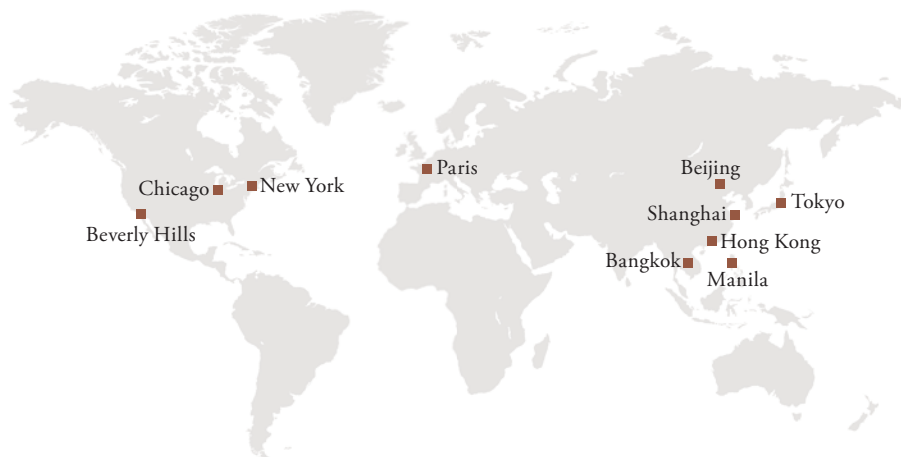 Paris
Beijing
Chicago
New York
Tokyo
Shanghai
Beverly Hills
Hong Kong
Bangkok
Manila